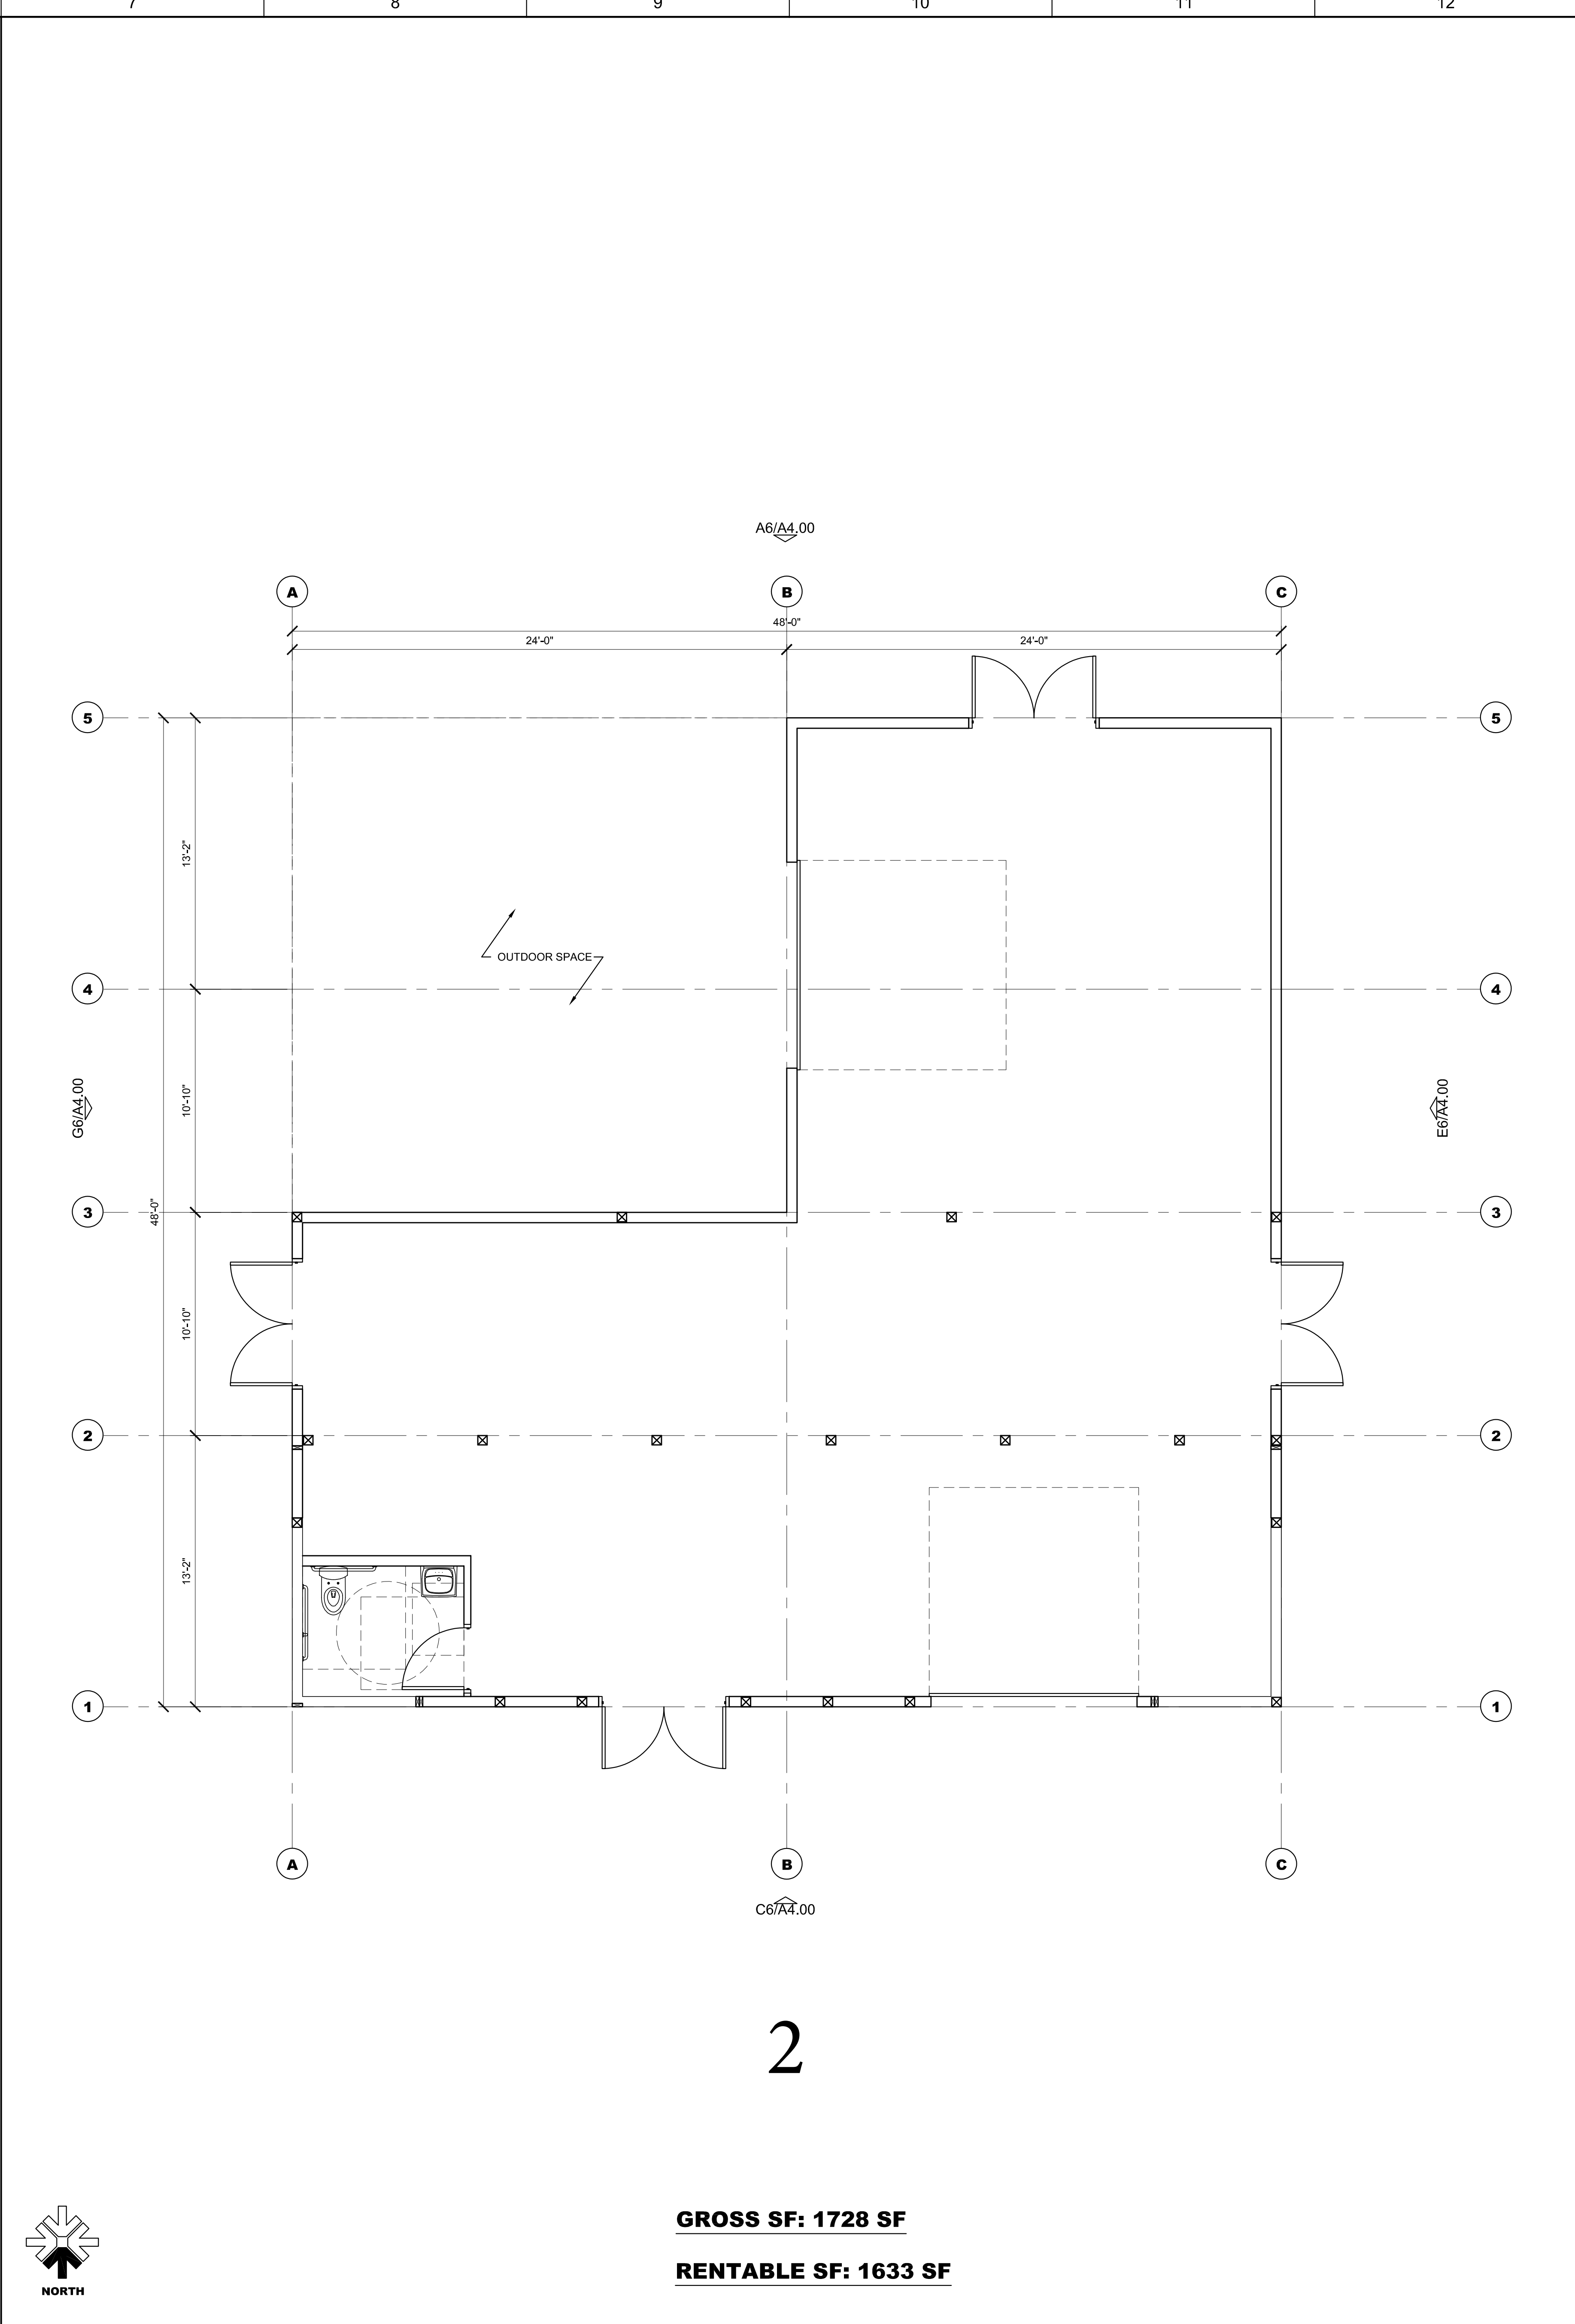 7 8 9 10 11 12
A6/A4.00
A B C
48'-0"
24'-0" 24'-0"
5 5
13'-2"
OUTDOOR SPACE
4 4
G6/A4.00
10'-10"
E6/A4.00
3 3
48'-0"
10'-10"
2 2
13'-2"
1 1
A B C
C6/A4.00
2
GROSS SF: 1728 SF
RENTABLE SF: 1633 SF
NORTH